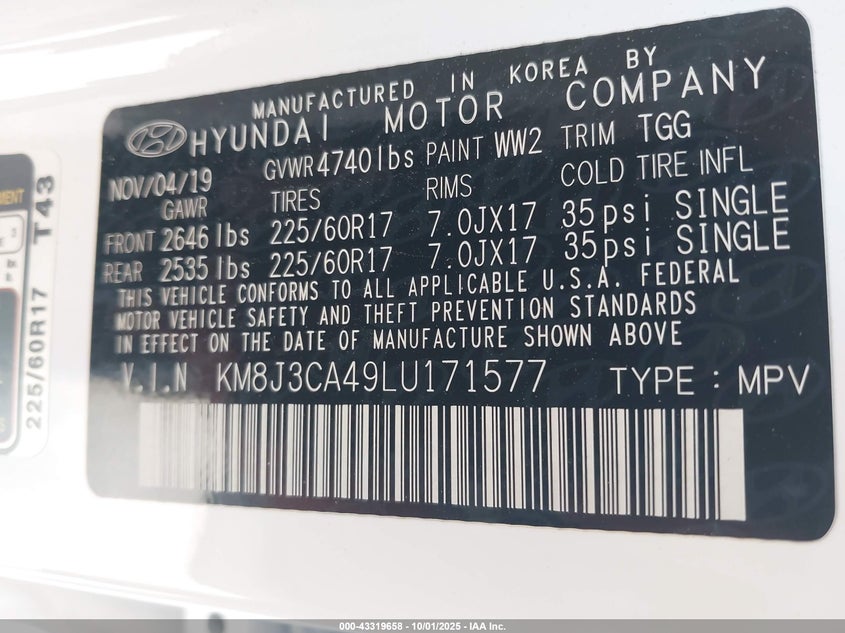 MANUFACTURED IN KOREA BY
HYUNDAI MOTOR COMPANY
NOV/04/19 GVWR 4740lbs PAINT WW2 TRIM TGG
GAWR TIRES RIMS COLD TIRE INFL
FRONT 2646 lbs 225/60R17 7.0JX17 35psi SINGLE
REAR 2535 lbs 225/60R17 7.0JX17 35psi SINGLE
THIS VEHICLE CONFORMS TO ALL APPLICABLE U.S.A. FEDERAL
MOTOR VEHICLE SAFETY AND THEFT PREVENTION STANDARDS
IN EFFECT ON THE DATE OF MANUFACTURE SHOWN ABOVE
V.I.N KM8J3CA49LU171577 TYPE: MPV
225/60R17 T43
000-43319658 - 10/01/2025 - IAA Inc.